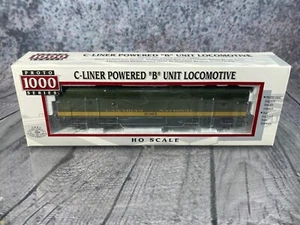 C-LINER POWERED "B" UNIT LOCOMOTIVE
PROTO
1000
SERIES
HO SCALE